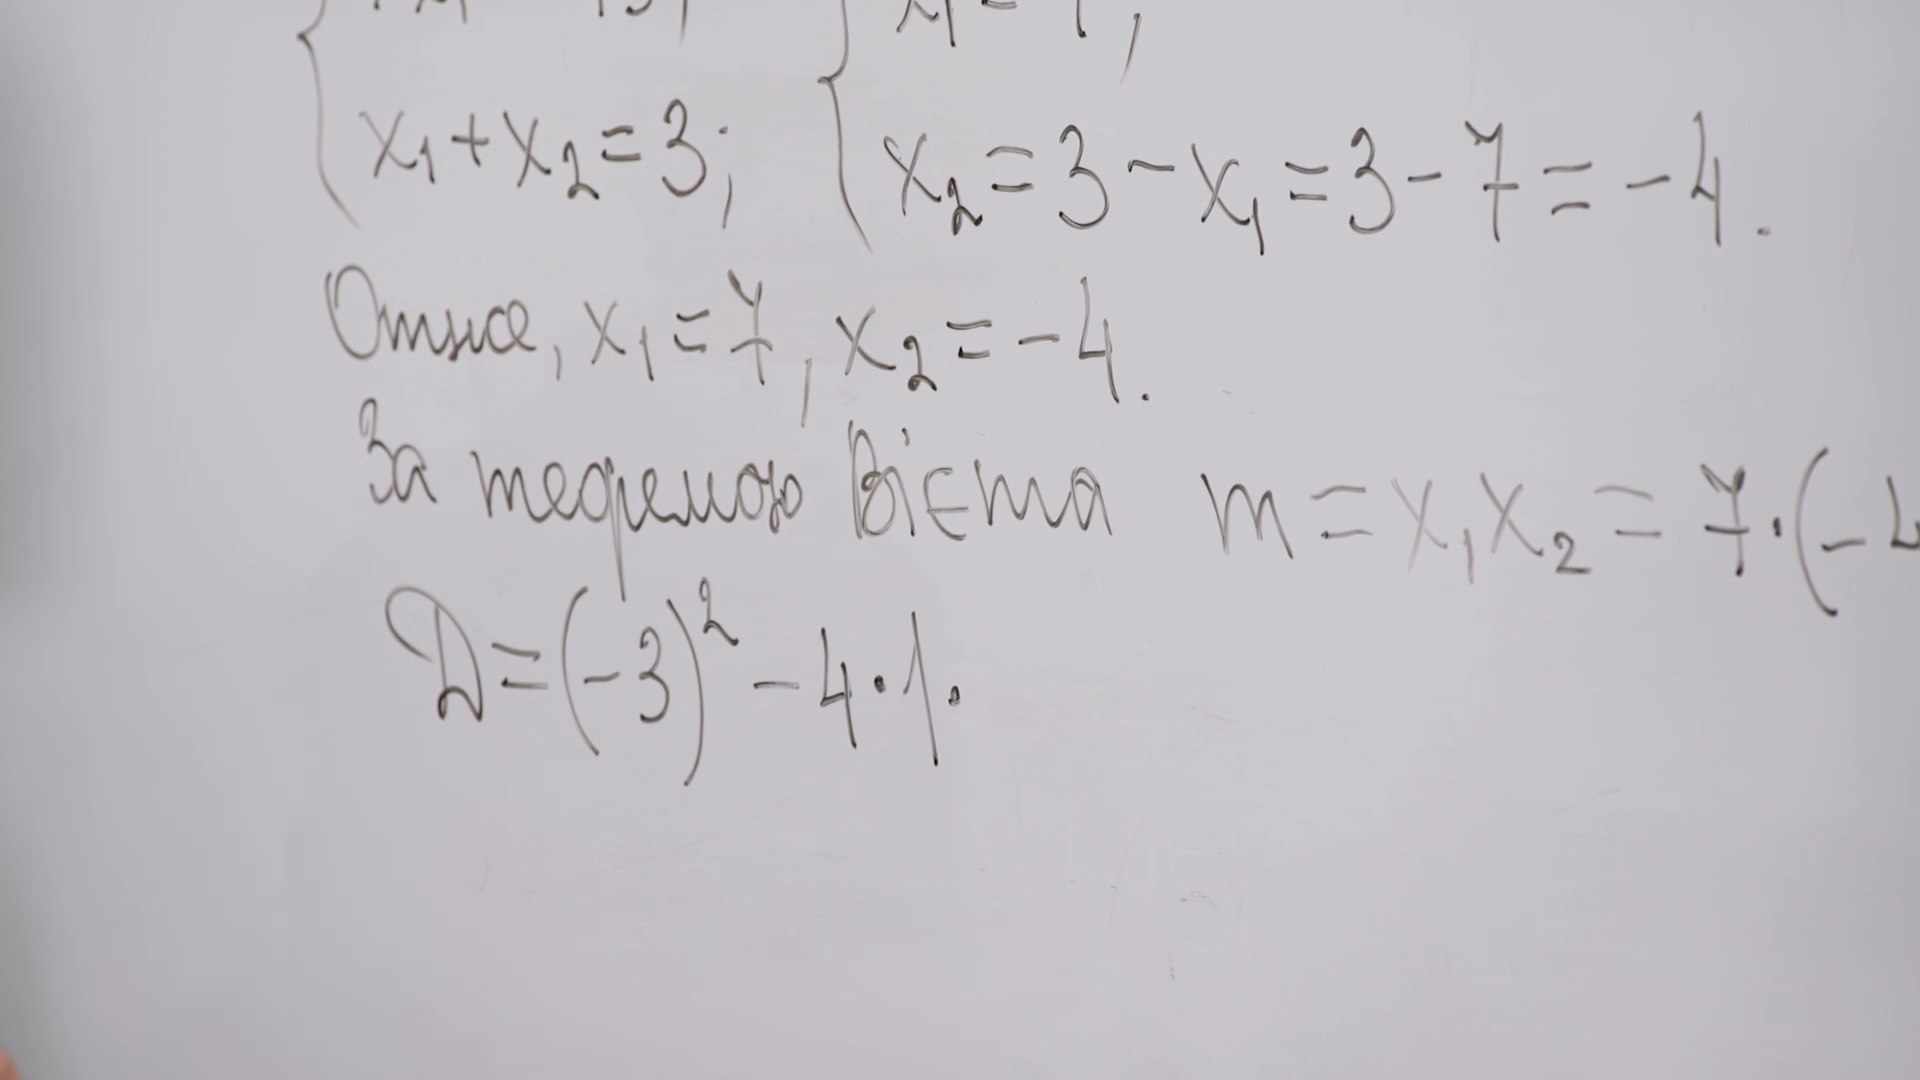 x₁+x₂=3; x₂=3-x₁=3-7=-4.
Отже, x₁=7, x₂=-4.
За теоремою Вієта m=x₁x₂=7·(-4
D=(-3)²-4·1·